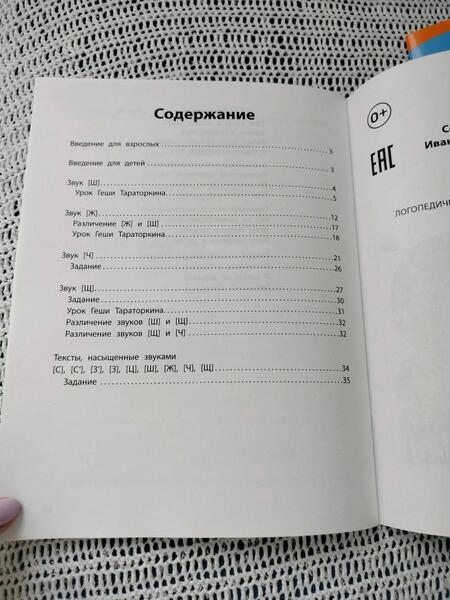 Содержание
Введение для взрослых 3
Введение для детей 3
Звук [Ш] 4
Урок Геши Тараторкина 5
Звук [Ж] 12
Различение [Ж] и [Ш] 17
Урок Геши Тараторкина 18
Звук [Ч] 21
Задание 26
Звук [Щ] 27
Задание 30
Урок Геши Тараторкина 31
Различение звуков [Ш] и [Щ] 32
Различение звуков [Щ] и [Ч] 32
Тексты, насыщенные звуками
[С], [С'], [З'], [З], [Ц], [Ш], [Ж], [Ч], [Щ] 34
Задание 35
0+
ЕАС
С
Иван
ЛОГОПЕДИЧЕ